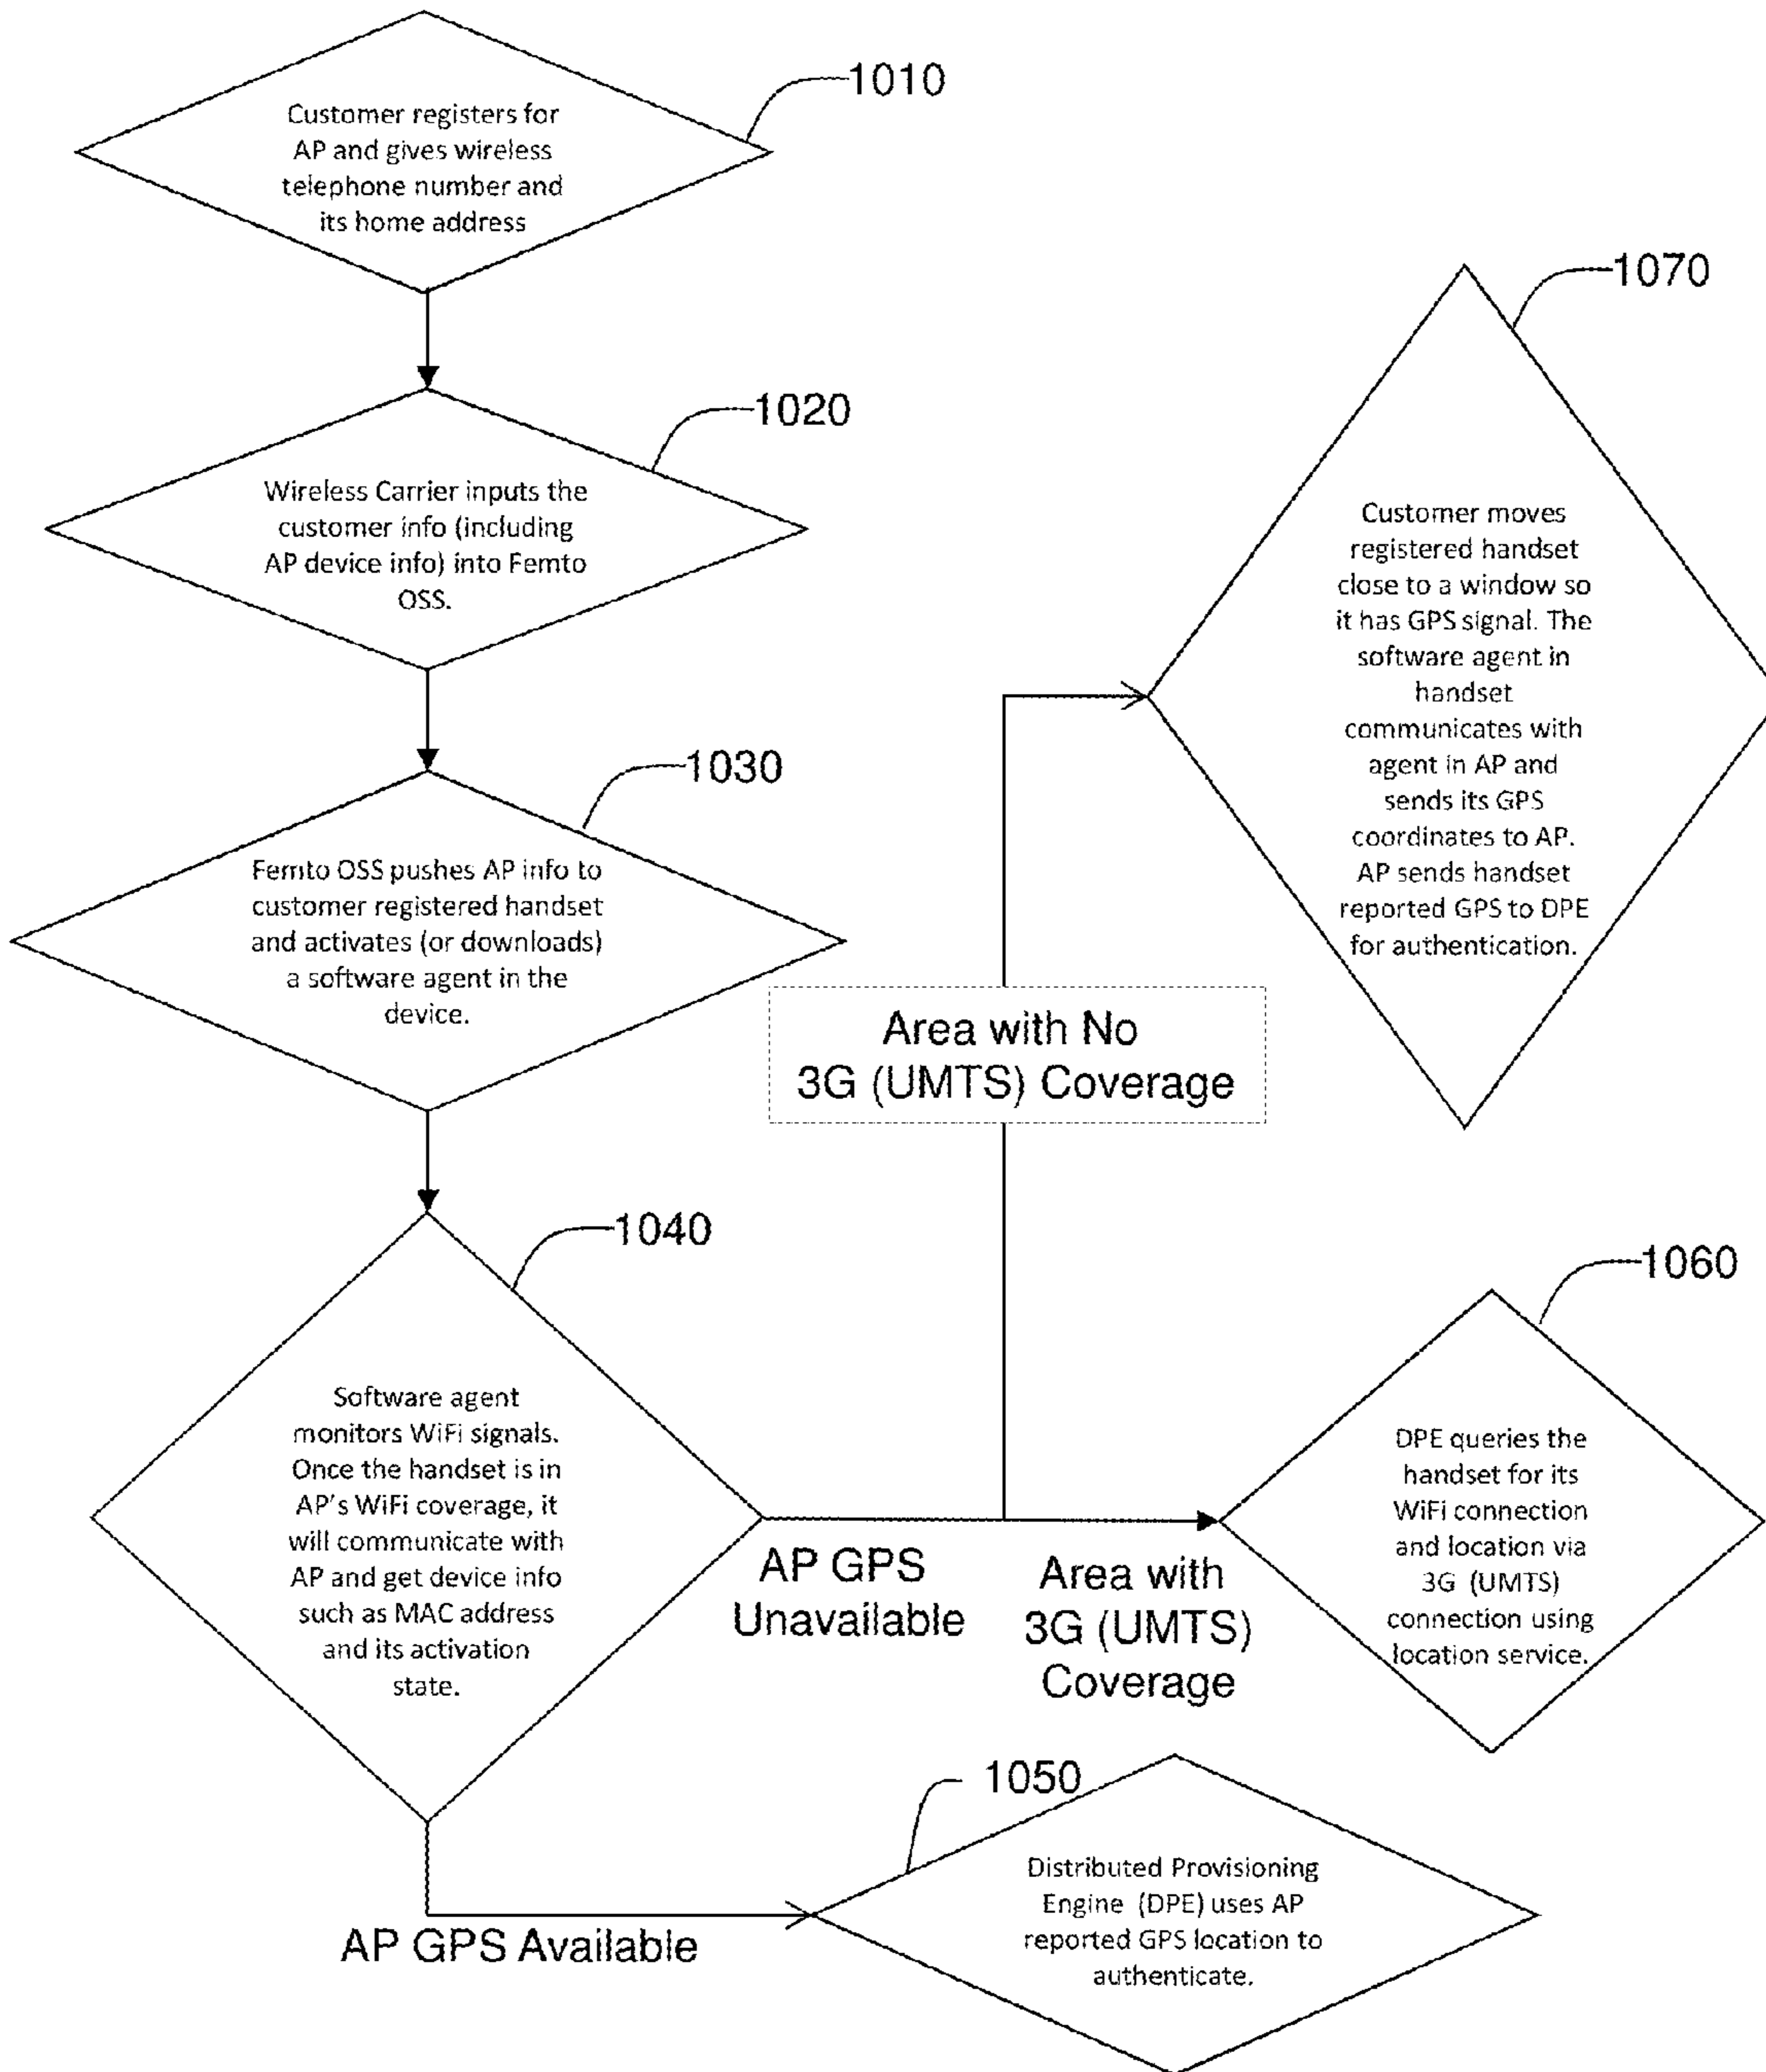 1010
Customer registers for
AP and gives wireless
telephone number and
its home address
1020
Wireless Carrier inputs the
customer info (including
AP device info) into Femto
OSS.
1030
Femto OSS pushes AP info to
customer registered handset
and activates (or downloads)
a software agent in the
device.
1040
Software agent
monitors WiFi signals.
Once the handset is in
AP's WiFi coverage, it
will communicate with
AP and get device info
such as MAC address
and its activation
state.
AP GPS
Unavailable
AP GPS Available
1050
Distributed Provisioning
Engine (DPE) uses AP
reported GPS location to
authenticate.
Area with
3G (UMTS)
Coverage
1060
DPE queries the
handset for its
WiFi connection
and location via
3G (UMTS)
connection using
location service.
Area with No
3G (UMTS) Coverage
1070
Customer moves
registered handset
close to a window so
it has GPS signal. The
software agent in
handset
communicates with
agent in AP and
sends its GPS
coordinates to AP.
AP sends handset
reported GPS to DPE
for authentication.